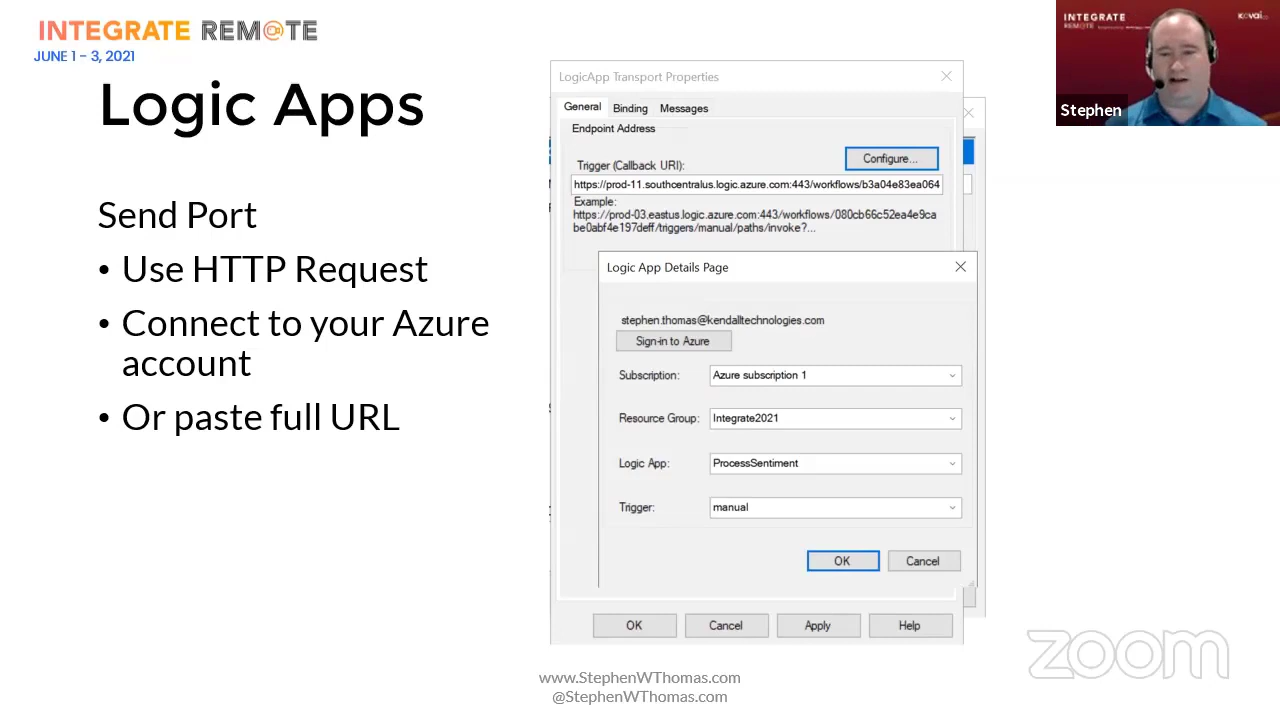 INTEGRATE REMOTE
JUNE 1 - 3, 2021
Logic Apps
Send Port
• Use HTTP Request
• Connect to your Azure
account
• Or paste full URL
LogicApp Transport Properties
General Binding Messages
Endpoint Address
Configure...
Trigger (Callback URI):
https://prod-11.southcentralus.logic.azure.com:443/workflows/b3a04e83ea064
Example:
https://prod-03.eastus.logic.azure.com:443/workflows/080cb66c52ea4e9ca
be0abf4e197deff/triggers/manual/paths/invoke?...
Logic App Details Page
stephen.thomas@kendalltechnologies.com
Sign-in to Azure
Subscription: Azure subscription 1
Resource Group: Integrate2021
Logic App: ProcessSentiment
Trigger: manual
OK Cancel
OK Cancel Apply Help
www.StephenWThomas.com
@StephenWThomas.com
INTEGRATE
REMOTE
kovai.co
Stephen
zoom